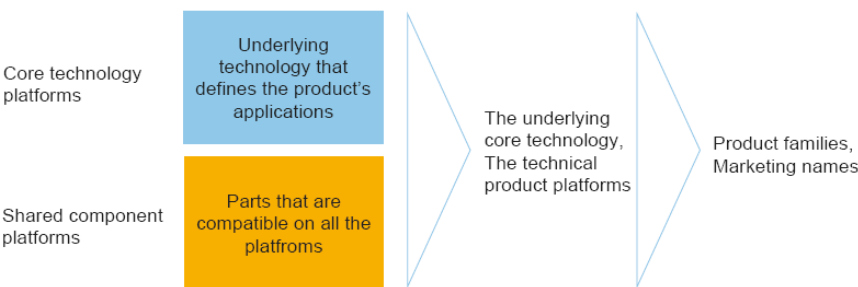 Core technology
platforms
Underlying
technology that
defines the product's
applications
Shared component
platforms
Parts that are
compatible on all the
platfroms
The underlying
core technology,
The technical
product platforms
Product families,
Marketing names